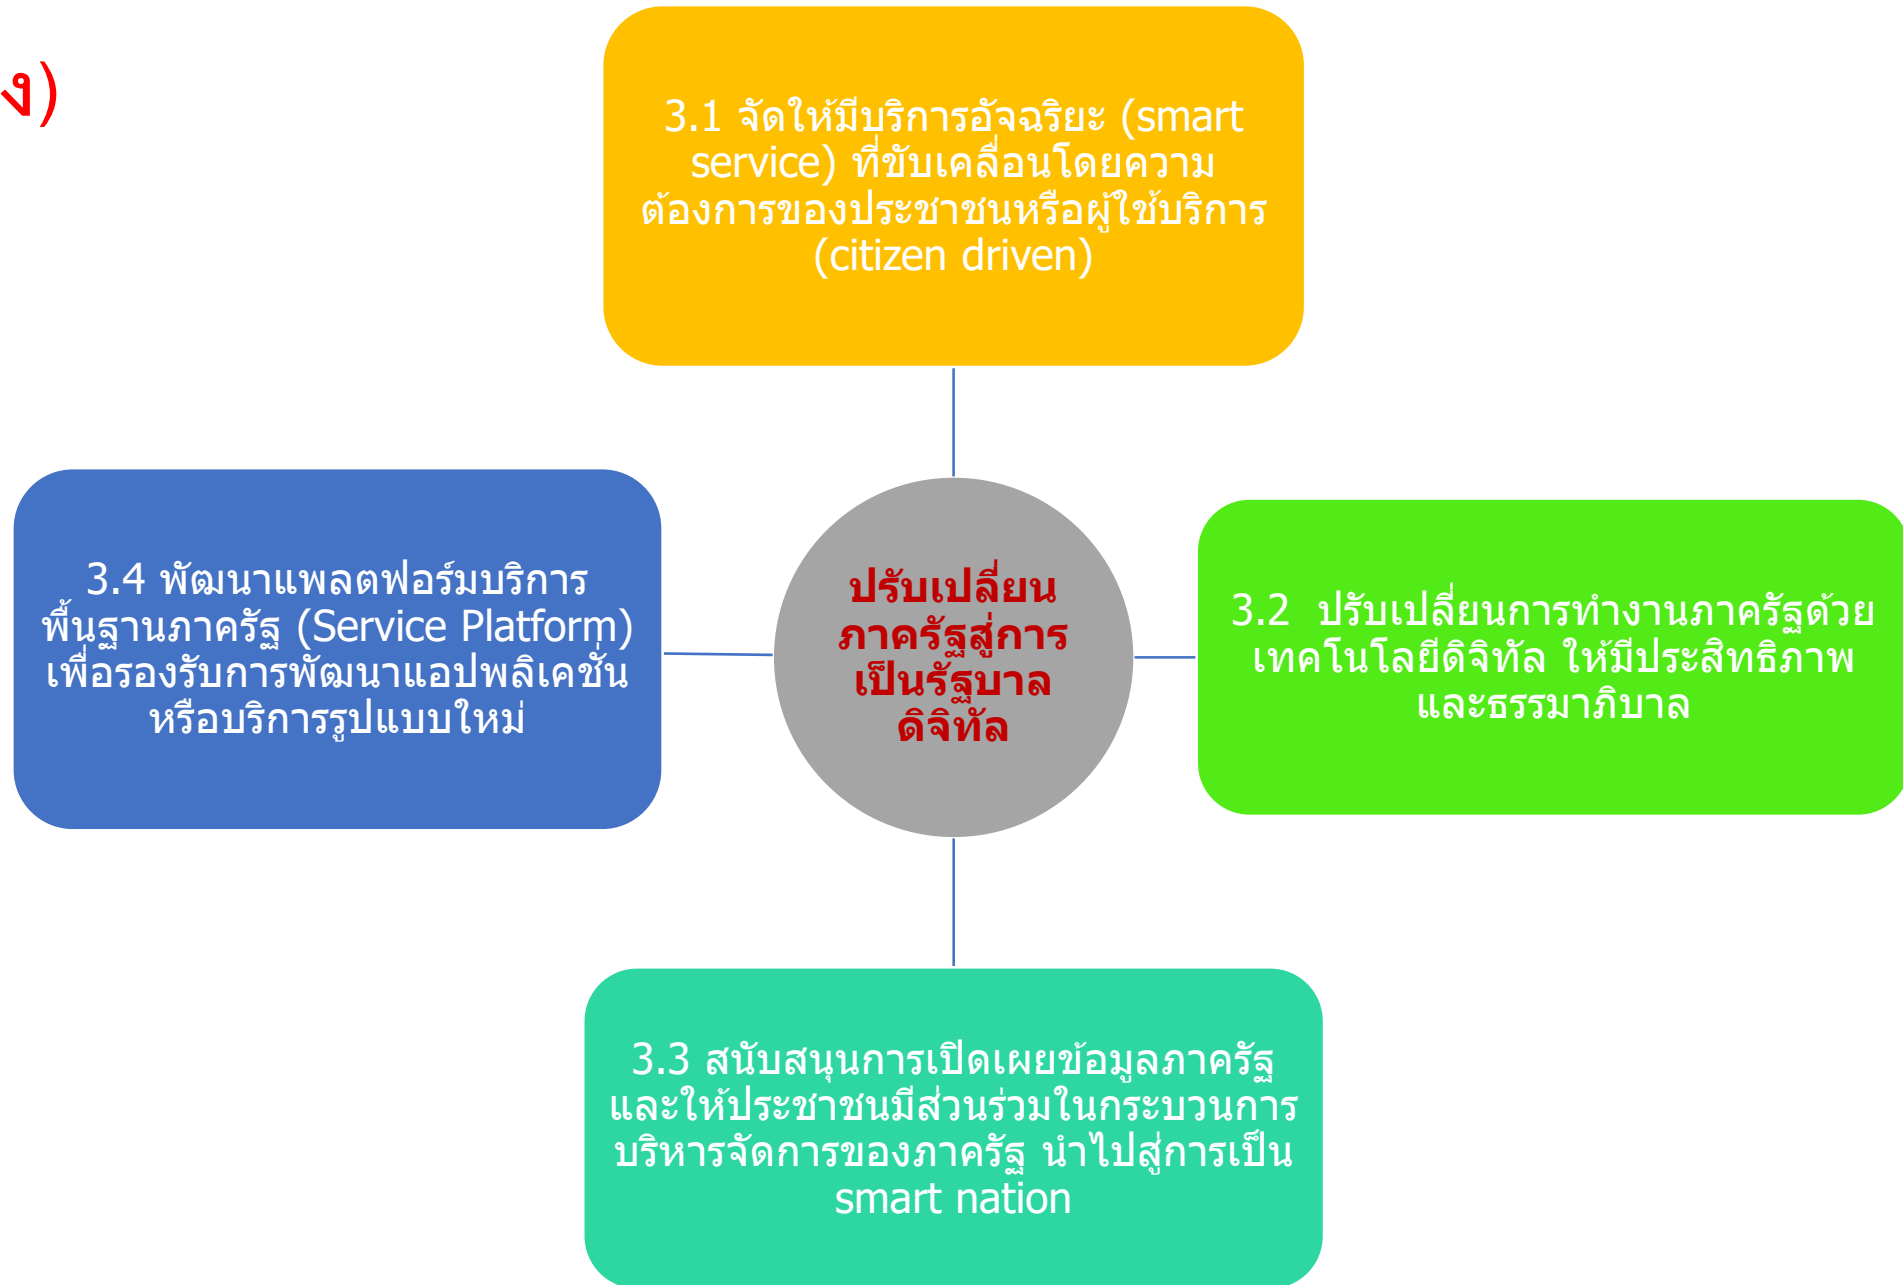 ง)
3.1 จัดให้มีบริการอัจฉริยะ (smart
service) ที่ขับเคลื่อนโดยความ
ต้องการของประชาชนหรือผู้ใช้บริการ
(citizen driven)
3.4 พัฒนาแพลตฟอร์มบริการ
พื้นฐานภาครัฐ (Service Platform)
เพื่อรองรับการพัฒนาแอปพลิเคชั่น
หรือบริการรูปแบบใหม่
ปรับเปลี่ยน
ภาครัฐสู่การ
เป็นรัฐบาล
ดิจิทัล
3.2 ปรับเปลี่ยนการทำงานภาครัฐด้วย
เทคโนโลยีดิจิทัล ให้มีประสิทธิภาพ
และธรรมาภิบาล
3.3 สนับสนุนการเปิดเผยข้อมูลภาครัฐ
และให้ประชาชนมีส่วนร่วมในกระบวนการ
บริหารจัดการของภาครัฐ นำไปสู่การเป็น
smart nation